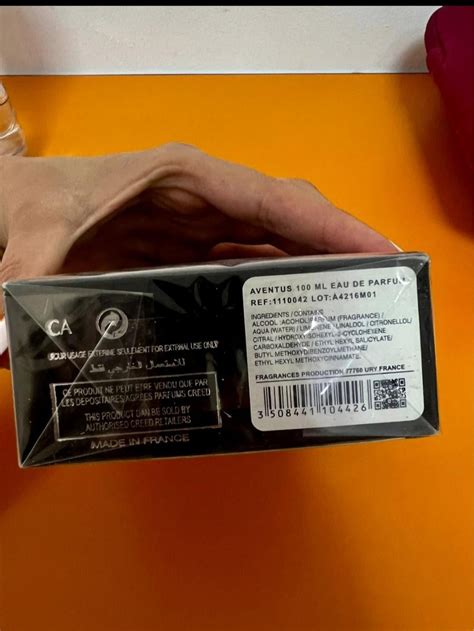 AVENTUS 100 ML EAU DE PARFUM
REF:1110042 LOT:A4216M01
INGREDIENTS / CONTAINS
ALCOOL /ALCOHOL, PARFUM (FRAGRANCE) /
AQUA (WATER) / LIMONENE / LINALOOL / CITRONELLOL/
CITRAL / HYDROXYISOHEXYL 3-CYCLOHEXENE
CARBOXALDEHYDE / ETHYL HEXYL SALICYLATE/
BUTYL METHOXYDIBENZOYLMETHANE/
ETHYL HEXYL METHOXYCINNAMATE.
FRAGRANCES PRODUCTION 77760 URY FRANCE
3 508441 104426
CA
POUR USAGE EXTERNE SEULEMENT FOR EXTERNAL USE ONLY
للاستعمال الخارجي فقط
CE PRODUIT NE PEUT ÊTRE VENDU QUE PAR
LES DEPOSITAIRES AGREES PARFUMS CREED
THIS PRODUCT CAN BE SOLD BY
AUTHORISED CREED RETAILERS
MADE IN FRANCE